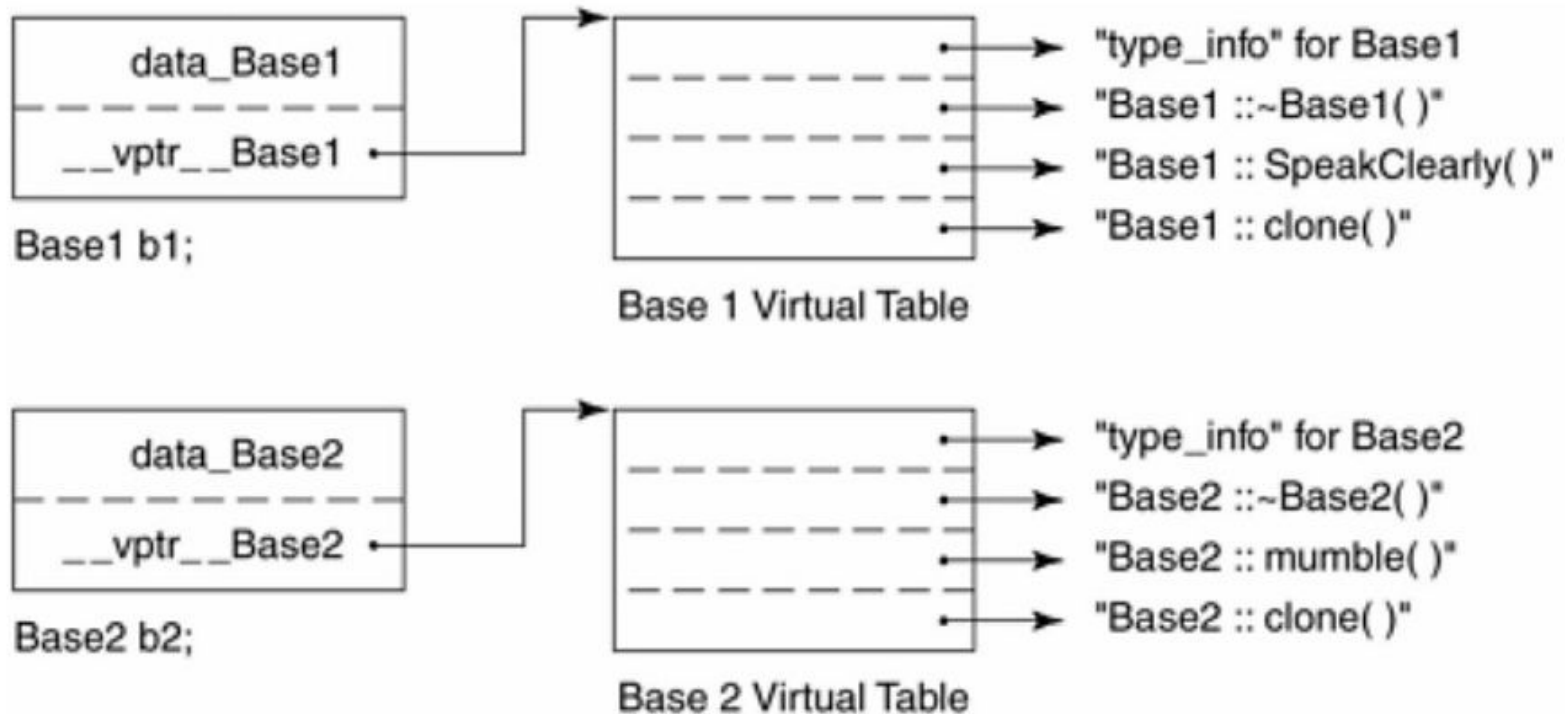 data_Base1
__vptr__Base1
Base1 b1;
"type_info" for Base1
"Base1 ::~Base1( )"
"Base1 :: SpeakClearly( )"
"Base1 :: clone( )"
Base 1 Virtual Table
data_Base2
__vptr__Base2
Base2 b2;
"type_info" for Base2
"Base2 ::~Base2( )"
"Base2 :: mumble( )"
"Base2 :: clone( )"
Base 2 Virtual Table